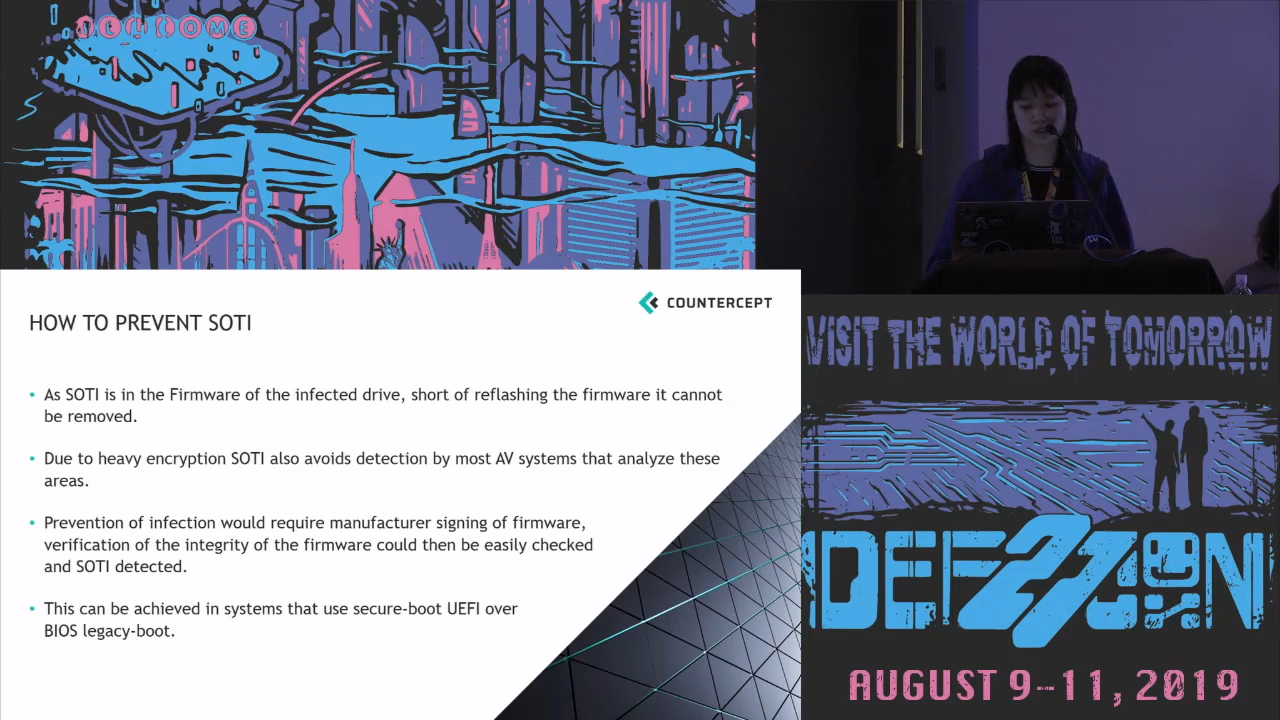 WELCOME
COUNTERCEPT
HOW TO PREVENT SOTI
• As SOTI is in the Firmware of the infected drive, short of reflashing the firmware it cannot
be removed.
• Due to heavy encryption SOTI also avoids detection by most AV systems that analyze these
areas.
• Prevention of infection would require manufacturer signing of firmware,
verification of the integrity of the firmware could then be easily checked
and SOTI detected.
• This can be achieved in systems that use secure-boot UEFI over
BIOS legacy-boot.
VISIT THE WORLD OF TOMORROW
DEF27CON
AUGUST 9-11, 2019